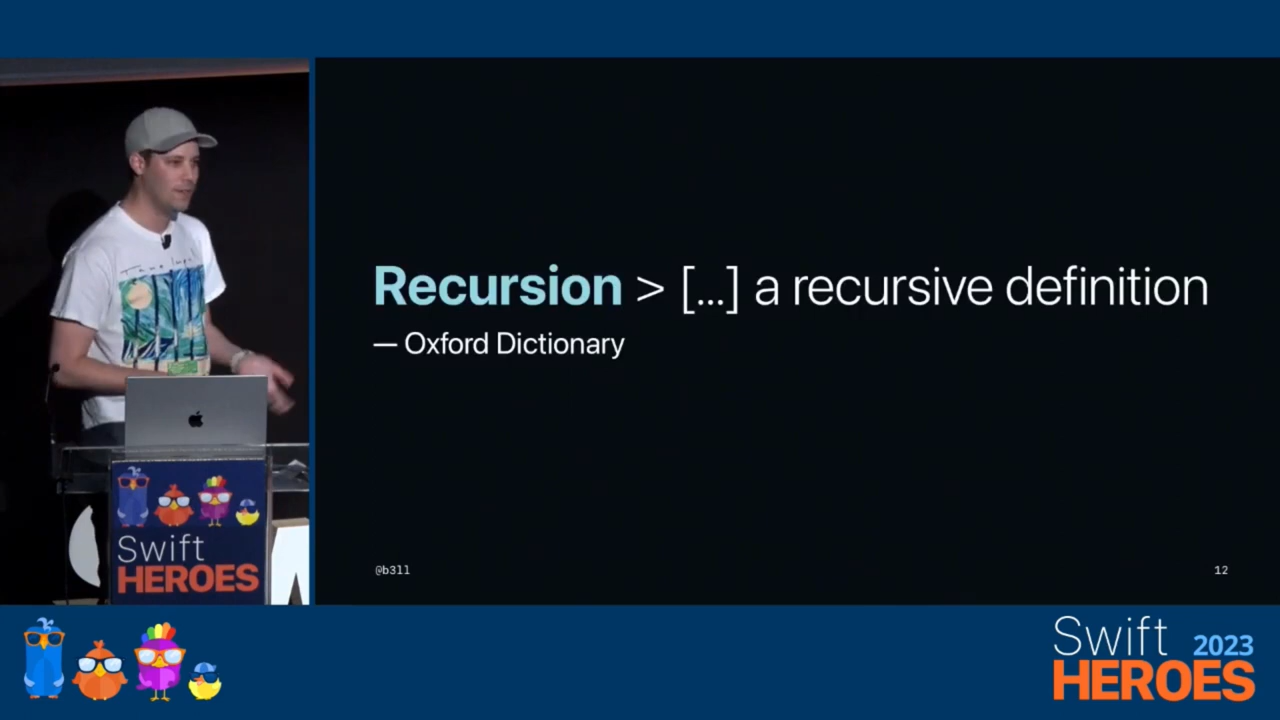 Recursion > [...] a recursive definition
— Oxford Dictionary
@b3ll
12
Swift
HEROES
Swift 2023
HEROES